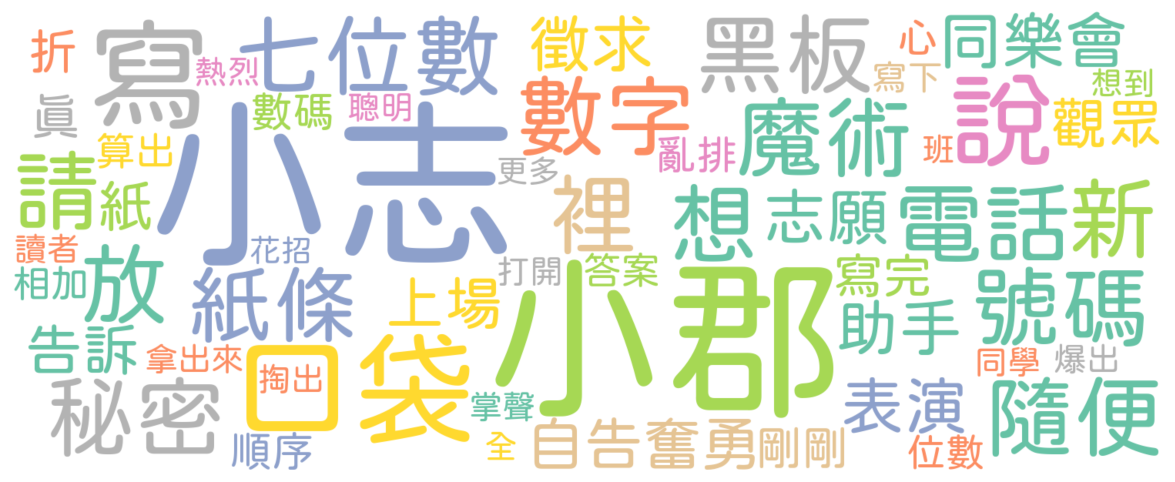 折
寫
熱烈
七位數
徵求
黑板
心
同樂會
寫下
想到
眞
數碼
聰明
數字
魔術
說
觀眾
算出
小志
更多
亂排
班
請
紙
裡
想
志願
電話
新
讀者
花招
相加
放
紙條
上場
打開
答案
小郡
寫完
號碼
助手
告訴
拿出來
口
掏出
袋
同學
爆出
秘密
掌聲
表演
隨便
順序
全
自告奮勇
剛剛
位數